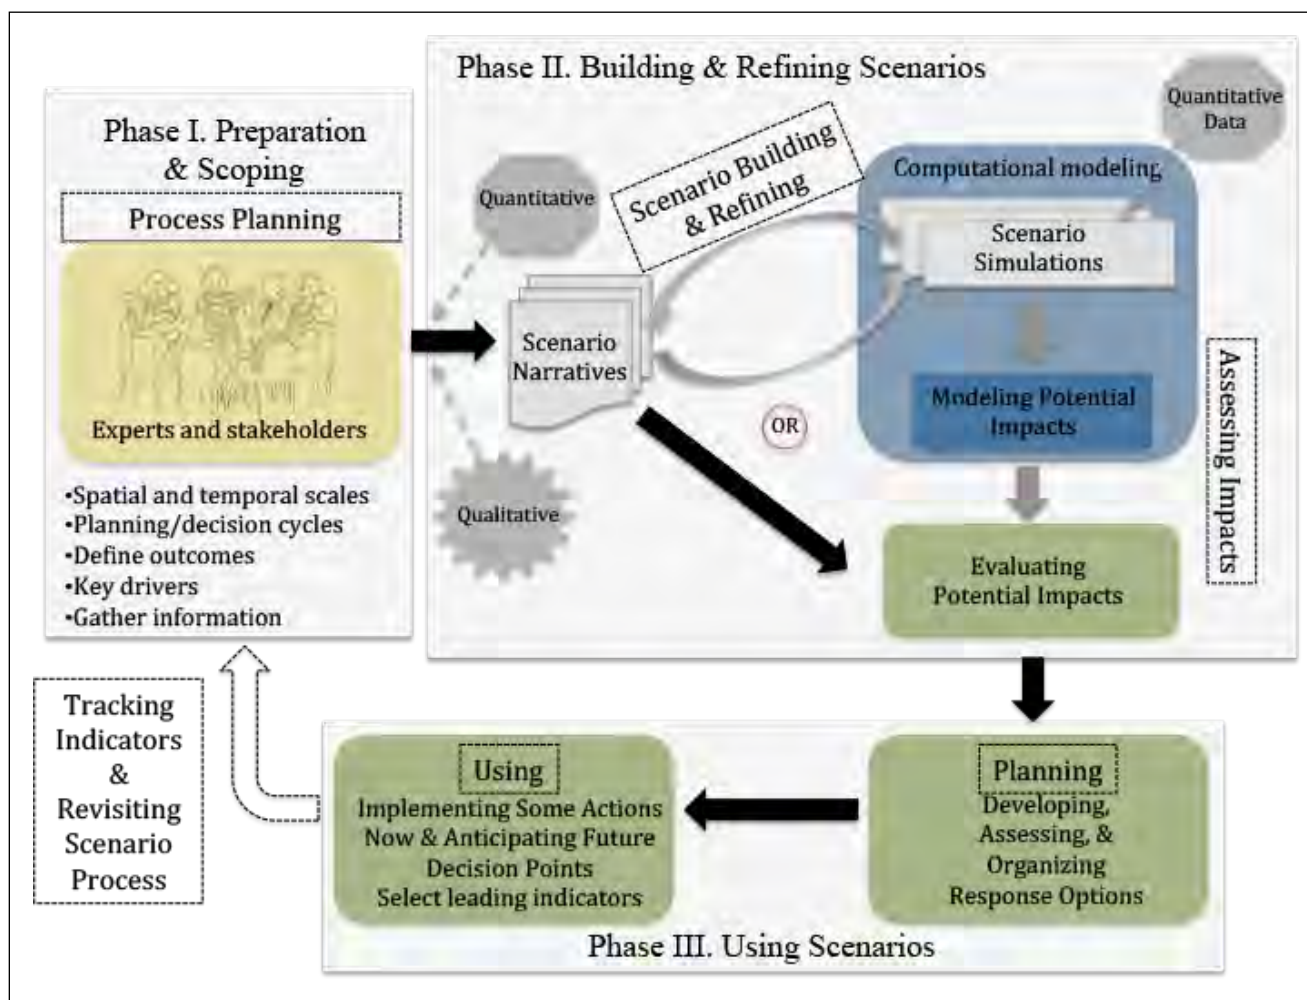 Phase I. Preparation
& Scoping
Process Planning
Experts and stakeholders
•Spatial and temporal scales
•Planning/decision cycles
•Define outcomes
•Key drivers
•Gather information
Phase II. Building & Refining Scenarios
Quantitative
Data
Quantitative
Scenario Building
& Refining
Computational modeling
Scenario
Simulations
Scenario
Narratives
Modeling Potential
Impacts
OR
Assessing Impacts
Qualitative
Evaluating
Potential Impacts
Tracking
Indicators
&
Revisiting
Scenario
Process
Using
Implementing Some Actions
Now & Anticipating Future
Decision Points
Select leading indicators
Planning
Developing,
Assessing, &
Organizing
Response Options
Phase III. Using Scenarios